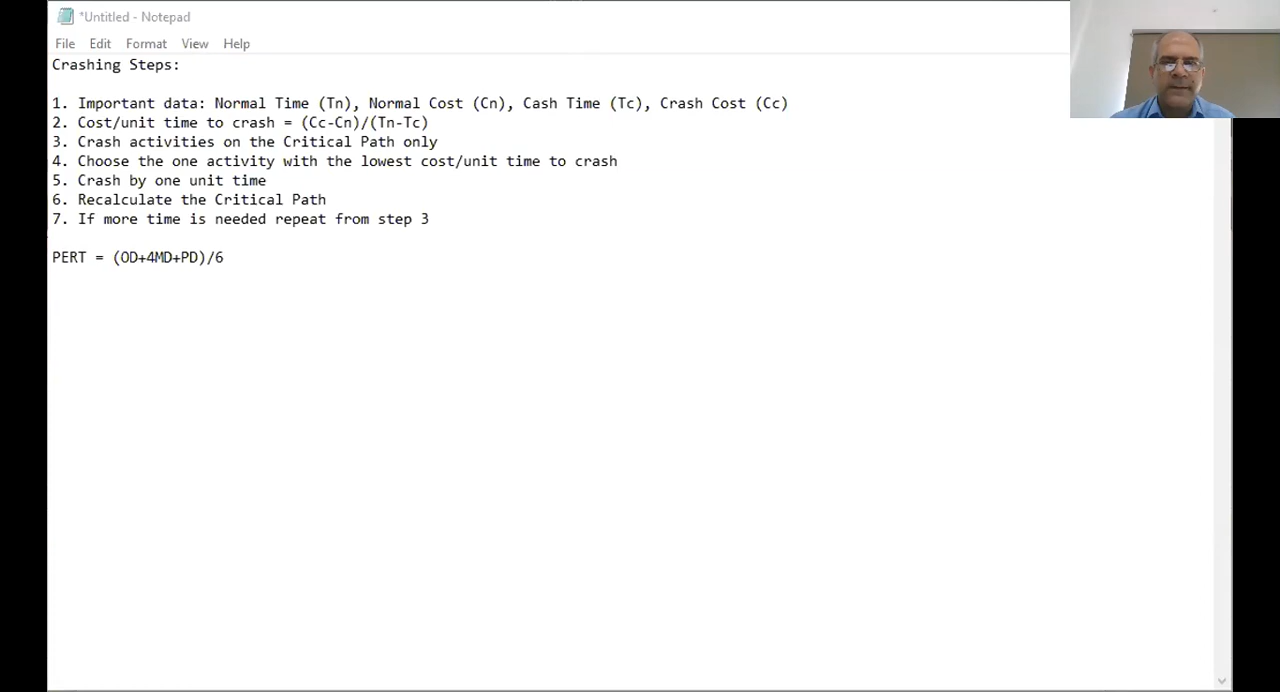 *Untitled - Notepad
File Edit Format View Help
Crashing Steps:
1. Important data: Normal Time (Tn), Normal Cost (Cn), Cash Time (Tc), Crash Cost (Cc)
2. Cost/unit time to crash = (Cc-Cn)/(Tn-Tc)
3. Crash activities on the Critical Path only
4. Choose the one activity with the lowest cost/unit time to crash
5. Crash by one unit time
6. Recalculate the Critical Path
7. If more time is needed repeat from step 3
PERT = (OD+4MD+PD)/6